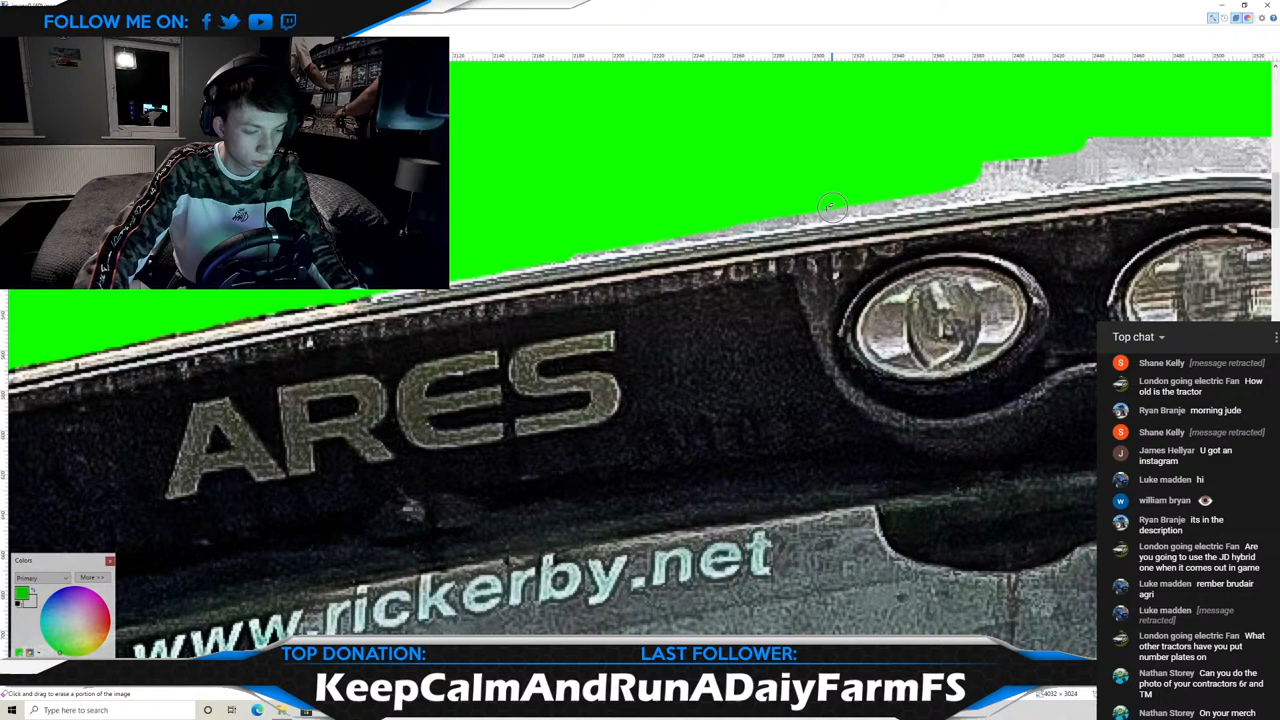 FOLLOW ME ON:
Top chat
Shane Kelly [message retracted]
London going electric Fan How
old is the tractor
Ryan Branje morning jude
Shane Kelly [message retracted]
James Hellyar U got an
instagram
Luke madden hi
w
william bryan
Ryan Branje its in the
description
London going electric Fan Are
you going to use the JD hybrid
one when it comes out in game
Luke madden rember brudair
agri
Luke madden [message
retracted]
London going electric Fan What
other tractors have you put
number plates on
Nathan Storey Can you do the
photo of your contractors 6r and
TM
Nathan Storey On your merch
ARES
www.rickerby.net
Colors
Primary
More >>
TOP DONATION:
LAST FOLLOWER:
KeepCalmAndRunADaiyFarmFS
Click and drag to erase a portion of the image
4032 × 3024
Type here to search